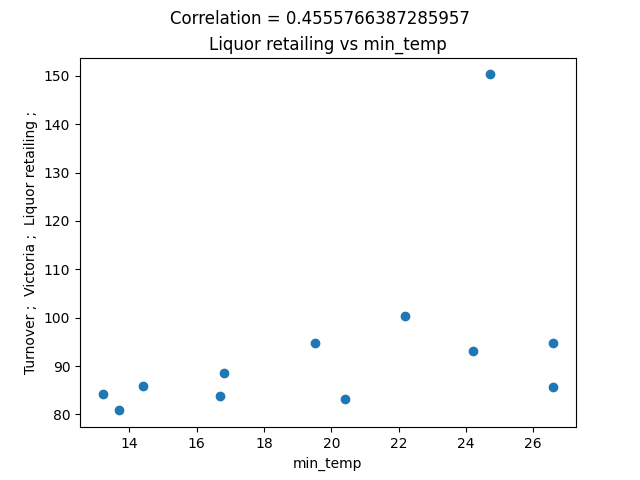 Correlation = 0.4555766387285957
Liquor retailing vs min_temp
Turnover ;  Victoria ;  Liquor retailing ;
150
140
130
120
110
100
90
80
14 16 18 20 22 24 26
min_temp